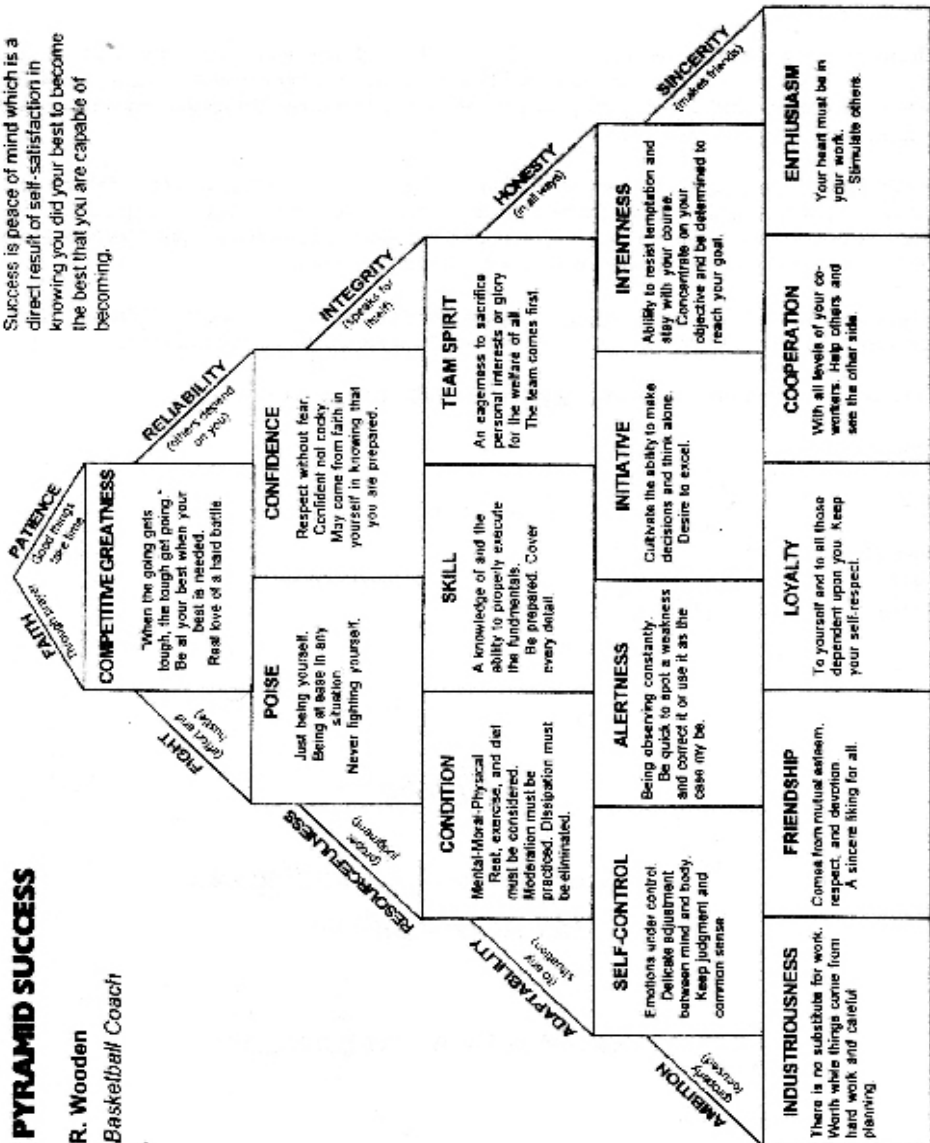 PYRAMID SUCCESS
R. Wooden
Basketball Coach
Success is peace of mind which is a
direct result of self-satisfaction in
knowing you did your best to become
the best that you are capable of
becoming.
FAITH
Through prayer
PATIENCE
Good things
take time.
FIGHT
(effort and
hustle)
COMPETITIVE GREATNESS
"When the going gets
tough, the tough get going."
Be at your best when your
best is needed.
Real love of a hard battle.
RELIABILITY
(others depend
on you)
RESOURCEFULNESS
(proper
judgment)
POISE
Just being yourself.
Being at ease in any
situation
Never fighting yourself.
CONFIDENCE
Respect without fear.
Confident not cocky.
May come from faith in
yourself in knowing that
you are prepared.
INTEGRITY
(speaks for
itself)
ADAPTABLILITY
(to any
situation)
CONDITION
Mental-Moral-Physical
Rest, exercise, and diet
must be considered.
Moderation must be
practiced. Dissipation must
be eliminated.
SKILL
A knowledge of and the
ability to properly execute
the fundmentals.
Be prepared. Cover
every detail.
TEAM SPIRIT
An eagerness to sacrifice
personal interests or glory
for the welfare of all
The team comes first.
HONESTY
(in all ways)
AMBITION
(properly
focused)
SELF-CONTROL
Emotions under control.
Delicate adjustment
between mind and body.
Keep judgment and
common sense
ALERTNESS
Being observing constantly.
Be quick to spot a weakness
and correct it or use it as the
case my be.
INITIATIVE
Cultivate the ability to make
decisions and think alone.
Desire to excel.
INTENTNESS
Ability to resist temptation and
stay with your course.
Concentrate on your
objective and be determined to
reach your goal.
SINCERITY
(makes friends)
INDUSTRIOUSNESS
There is no substitute for work.
Worth while things come from
hard work and careful
planning.
FRIENDSHIP
Comes from mutual esteem,
respect, and devotion.
A sincere liking for all.
LOYALTY
To yourself and to all those
dependent upon you. Keep
your self-respect.
COOPERATION
With all levels of your co-
workers. Help others and
see the other side.
ENTHUSIASM
Your heart must be in
your work.
Stimulate others.